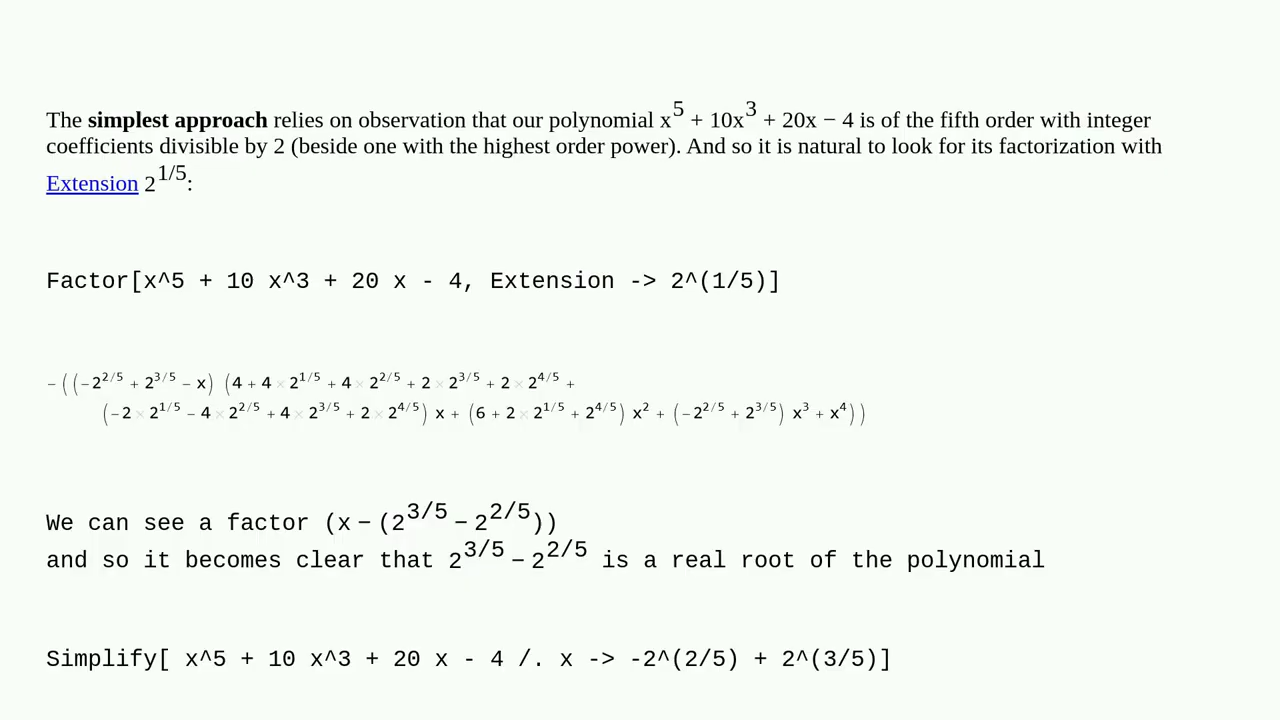 The simplest approach relies on observation that our polynomial x^5 + 10x^3 + 20x − 4 is of the fifth order with integer
coefficients divisible by 2 (beside one with the highest order power). And so it is natural to look for its factorization with
Extension 2^1/5:
Factor[x^5 + 10 x^3 + 20 x - 4, Extension -> 2^(1/5)]
− ((−2^2/5 + 2^3/5 − x) (4 + 4 × 2^1/5 + 4 × 2^2/5 + 2 × 2^3/5 + 2 × 2^4/5 +
(−2 × 2^1/5 − 4 × 2^2/5 + 4 × 2^3/5 + 2 × 2^4/5) x + (6 + 2 × 2^1/5 + 2^4/5) x^2 + (−2^2/5 + 2^3/5) x^3 + x^4))
We can see a factor (x − (2^3/5 − 2^2/5))
and so it becomes clear that 2^3/5 − 2^2/5 is a real root of the polynomial
Simplify[ x^5 + 10 x^3 + 20 x - 4 /. x -> -2^(2/5) + 2^(3/5)]